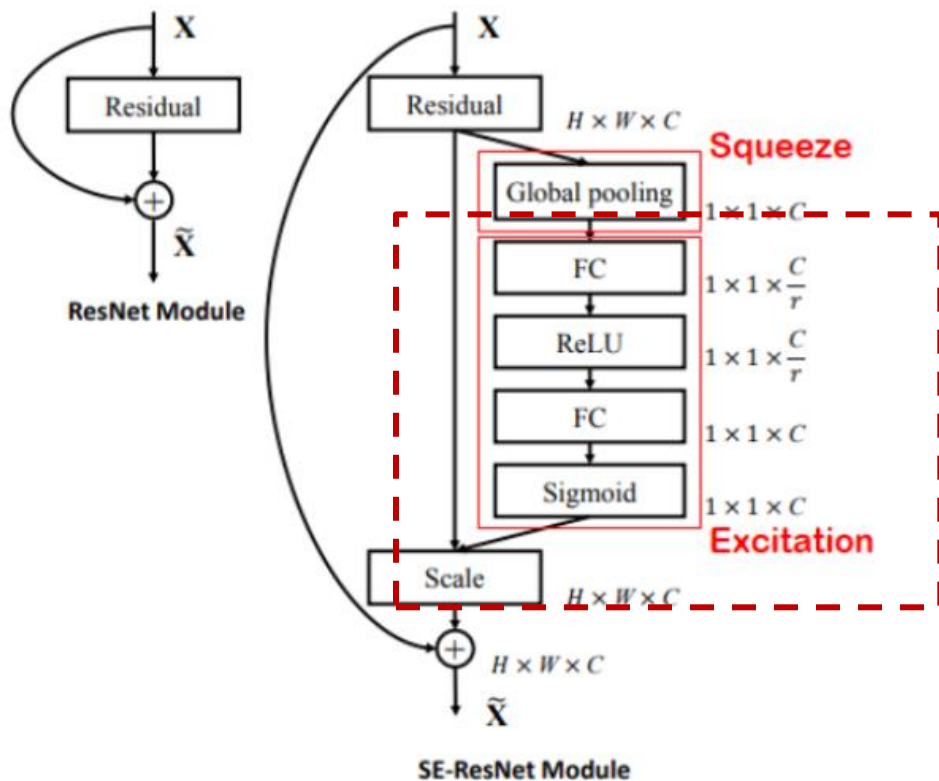 X
Residual
+
X̃
ResNet Module
X
Residual
H × W × C
Squeeze
Global pooling
1 × 1 × C
FC
1 × 1 × C/r
ReLU
1 × 1 × C/r
FC
1 × 1 × C
Sigmoid
1 × 1 × C
Excitation
Scale
H × W × C
+
H × W × C
X̃
SE-ResNet Module